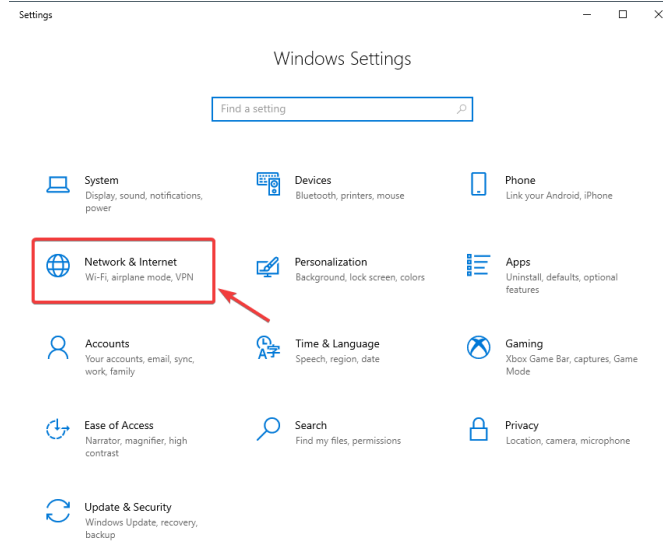 Settings
Windows Settings
Find a setting
System
Display, sound, notifications,
power
Devices
Bluetooth, printers, mouse
Phone
Link your Android, iPhone
Network & Internet
Wi-Fi, airplane mode, VPN
Personalization
Background, lock screen, colors
Apps
Uninstall, defaults, optional
features
Accounts
Your accounts, email, sync,
work, family
Time & Language
Speech, region, date
Gaming
Xbox Game Bar, captures, Game
Mode
Ease of Access
Narrator, magnifier, high
contrast
Search
Find my files, permissions
Privacy
Location, camera, microphone
Update & Security
Windows Update, recovery,
backup